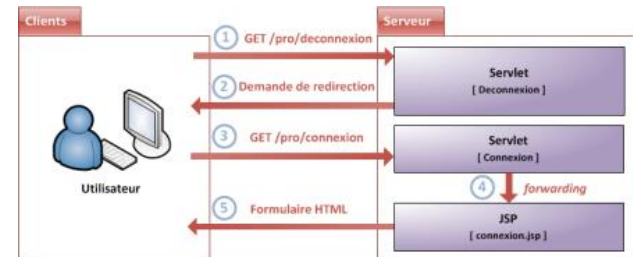 Clients
Serveur
1 GET /pro/deconnexion
Servlet
[ Deconnexion ]
2 Demande de redirection
3 GET /pro/connexion
Servlet
[ Connexion ]
Utilisateur
4 forwarding
5 Formulaire HTML
JSP
[ connexion.jsp ]